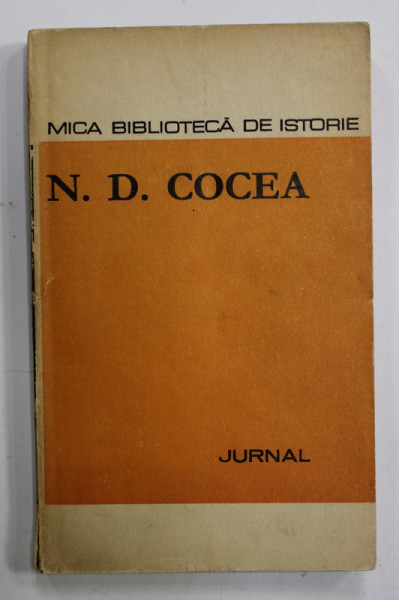 MICA BIBLIOTECĂ DE ISTORIE
N. D. COCEA
JURNAL